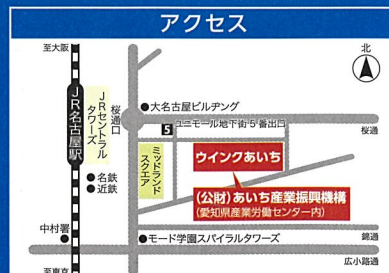 アクセス
至大阪
北
JR名古屋駅
JRセントラルタワーズ
桜通口
●大名古屋ビルヂング
ユニモール地下街5番出口
5
桜通
ミッドランドスクエア
ウインクあいち
●名鉄
●近鉄
(公財)あいち産業振興機構
(愛知県産業労働センター内)
中村署
●モード学園スパイラルタワーズ
錦通
広小路通
至東京